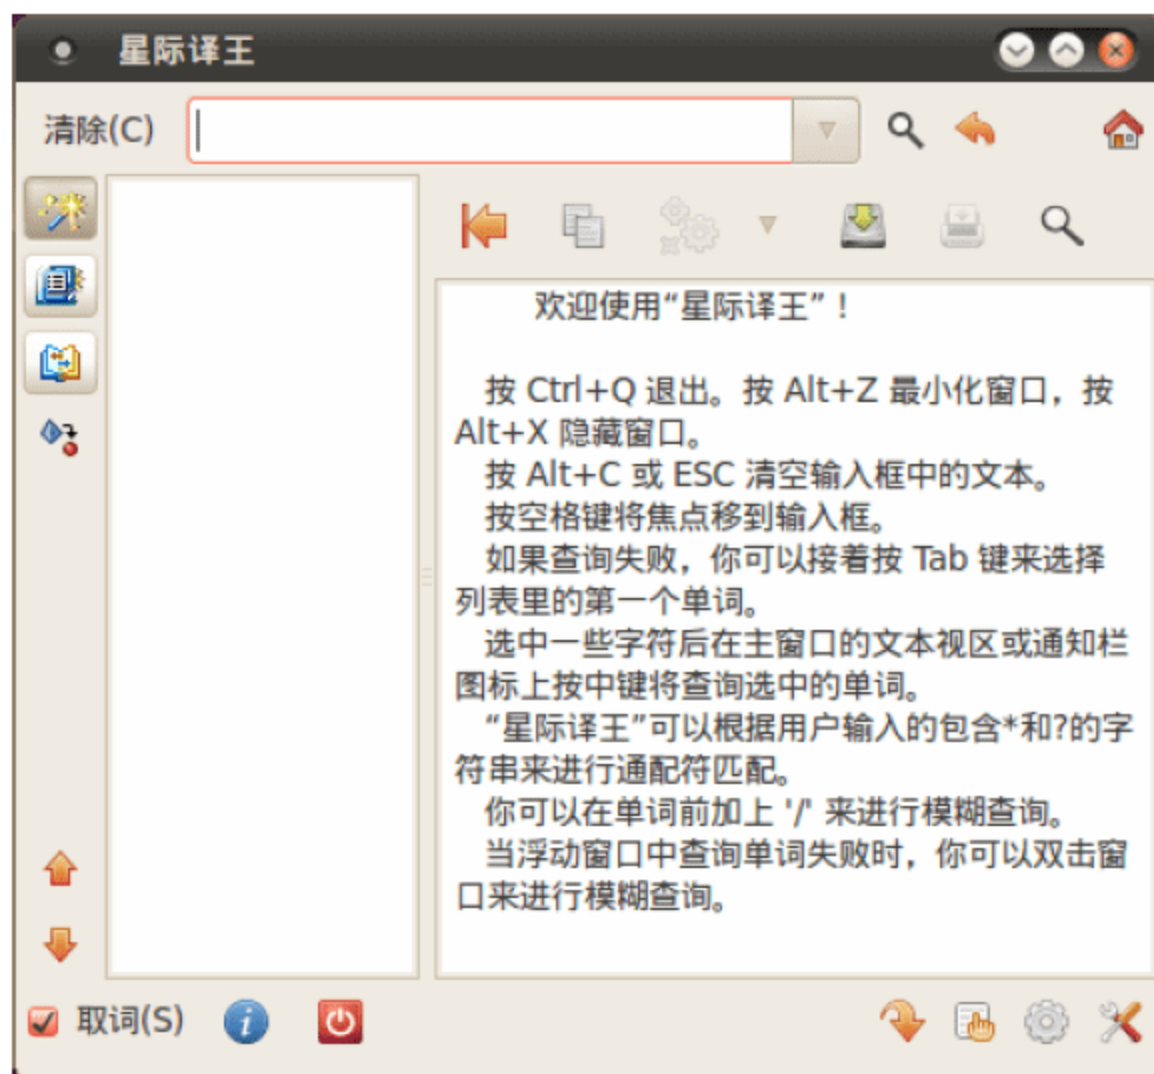 星际译王
清除(C)
欢迎使用“星际译王”！
按 Ctrl+Q 退出。按 Alt+Z 最小化窗口，按
Alt+X 隐藏窗口。
按 Alt+C 或 ESC 清空输入框中的文本。
按空格键将焦点移到输入框。
如果查询失败，你可以接着按 Tab 键来选择
列表里的第一个单词。
选中一些字符后在主窗口的文本视区或通知栏
图标上按中键将查询选中的单词。
“星际译王”可以根据用户输入的包含*和?的字
符串来进行通配符匹配。
你可以在单词前加上 '/' 来进行模糊查询。
当浮动窗口中查询单词失败时，你可以双击窗
口来进行模糊查询。
取词(S)